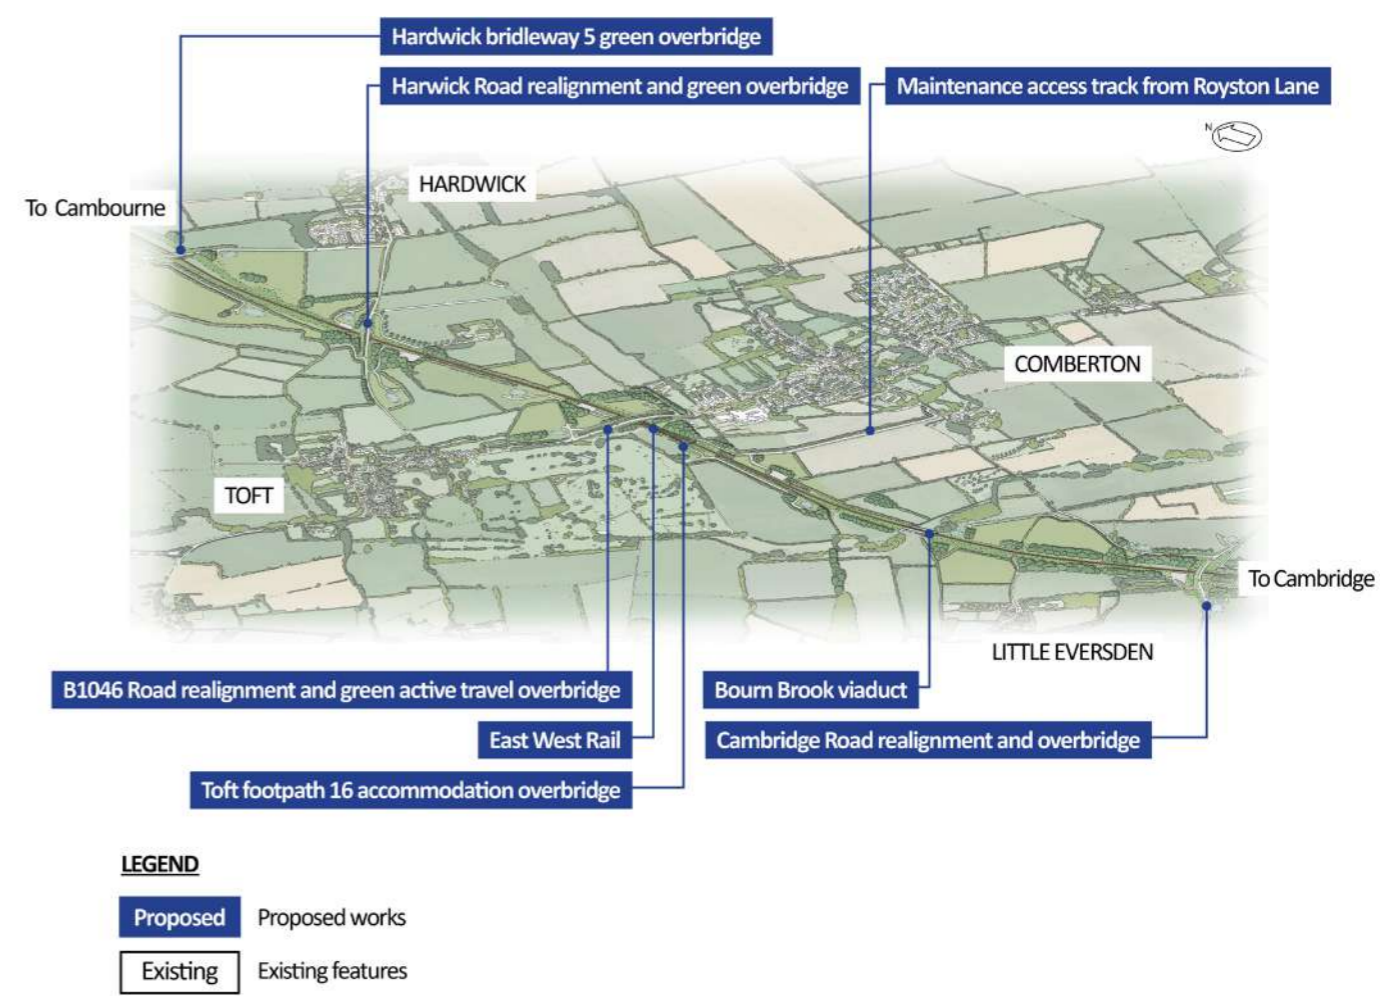 Hardwick bridleway 5 green overbridge
Harwick Road realignment and green overbridge
Maintenance access track from Royston Lane
N
HARDWICK
To Cambourne
COMBERTON
TOFT
To Cambridge
LITTLE EVERSDEN
B1046 Road realignment and green active travel overbridge
Bourn Brook viaduct
East West Rail
Cambridge Road realignment and overbridge
Toft footpath 16 accommodation overbridge
LEGEND
Proposed Proposed works
Existing Existing features